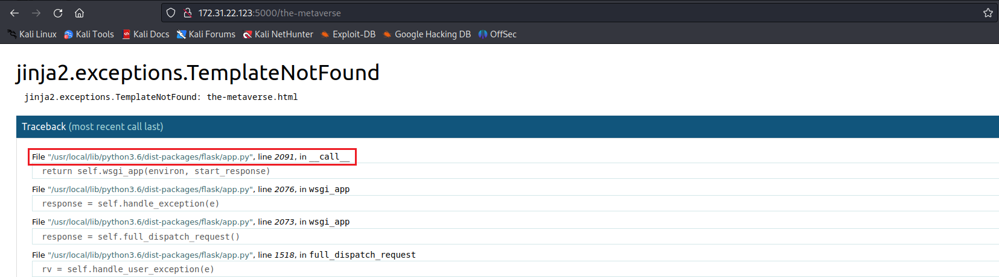 172.31.22.123:5000/the-metaverse
Kali Linux Kali Tools Kali Docs Kali Forums Kali NetHunter Exploit-DB Google Hacking DB OffSec
jinja2.exceptions.TemplateNotFound
jinja2.exceptions.TemplateNotFound: the-metaverse.html
Traceback (most recent call last)
File "/usr/local/lib/python3.6/dist-packages/flask/app.py", line 2091, in __call__
return self.wsgi_app(environ, start_response)
File "/usr/local/lib/python3.6/dist-packages/flask/app.py", line 2076, in wsgi_app
response = self.handle_exception(e)
File "/usr/local/lib/python3.6/dist-packages/flask/app.py", line 2073, in wsgi_app
response = self.full_dispatch_request()
File "/usr/local/lib/python3.6/dist-packages/flask/app.py", line 1518, in full_dispatch_request
rv = self.handle_user_exception(e)